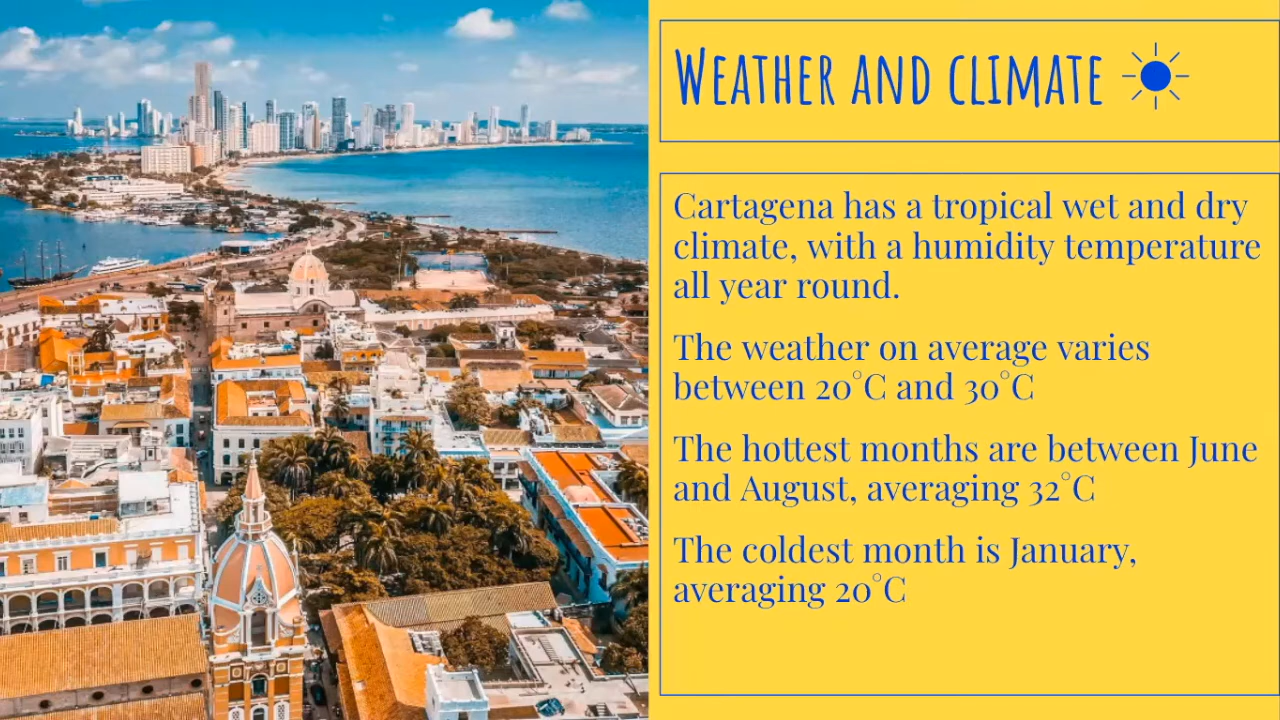 Weather and climate
Cartagena has a tropical wet and dry
climate, with a humidity temperature
all year round.
The weather on average varies
between 20°C and 30°C
The hottest months are between June
and August, averaging 32°C
The coldest month is January,
averaging 20°C